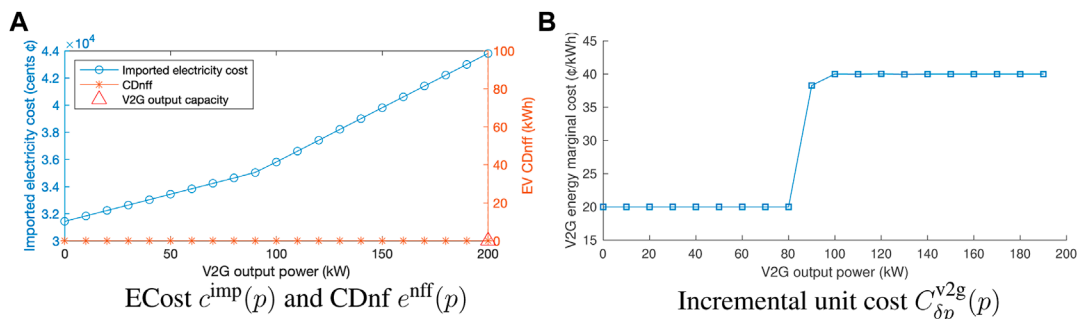 A
×10⁴
Imported electricity cost (cents ¢)
4.4
4.2
4
3.8
3.6
3.4
3.2
3
Imported electricity cost
CDnff
V2G output capacity
100
80
60
40
20
0
EV CDnff (kWh)
0 50 100 150 200
V2G output power (kW)
ECost c^imp(p) and CDnf e^nff(p)
B
V2G energy marginal cost (¢/kWh)
45
40
35
30
25
20
15
0 20 40 60 80 100 120 140 160 180 200
V2G output power (kW)
Incremental unit cost C_δp^v2g(p)